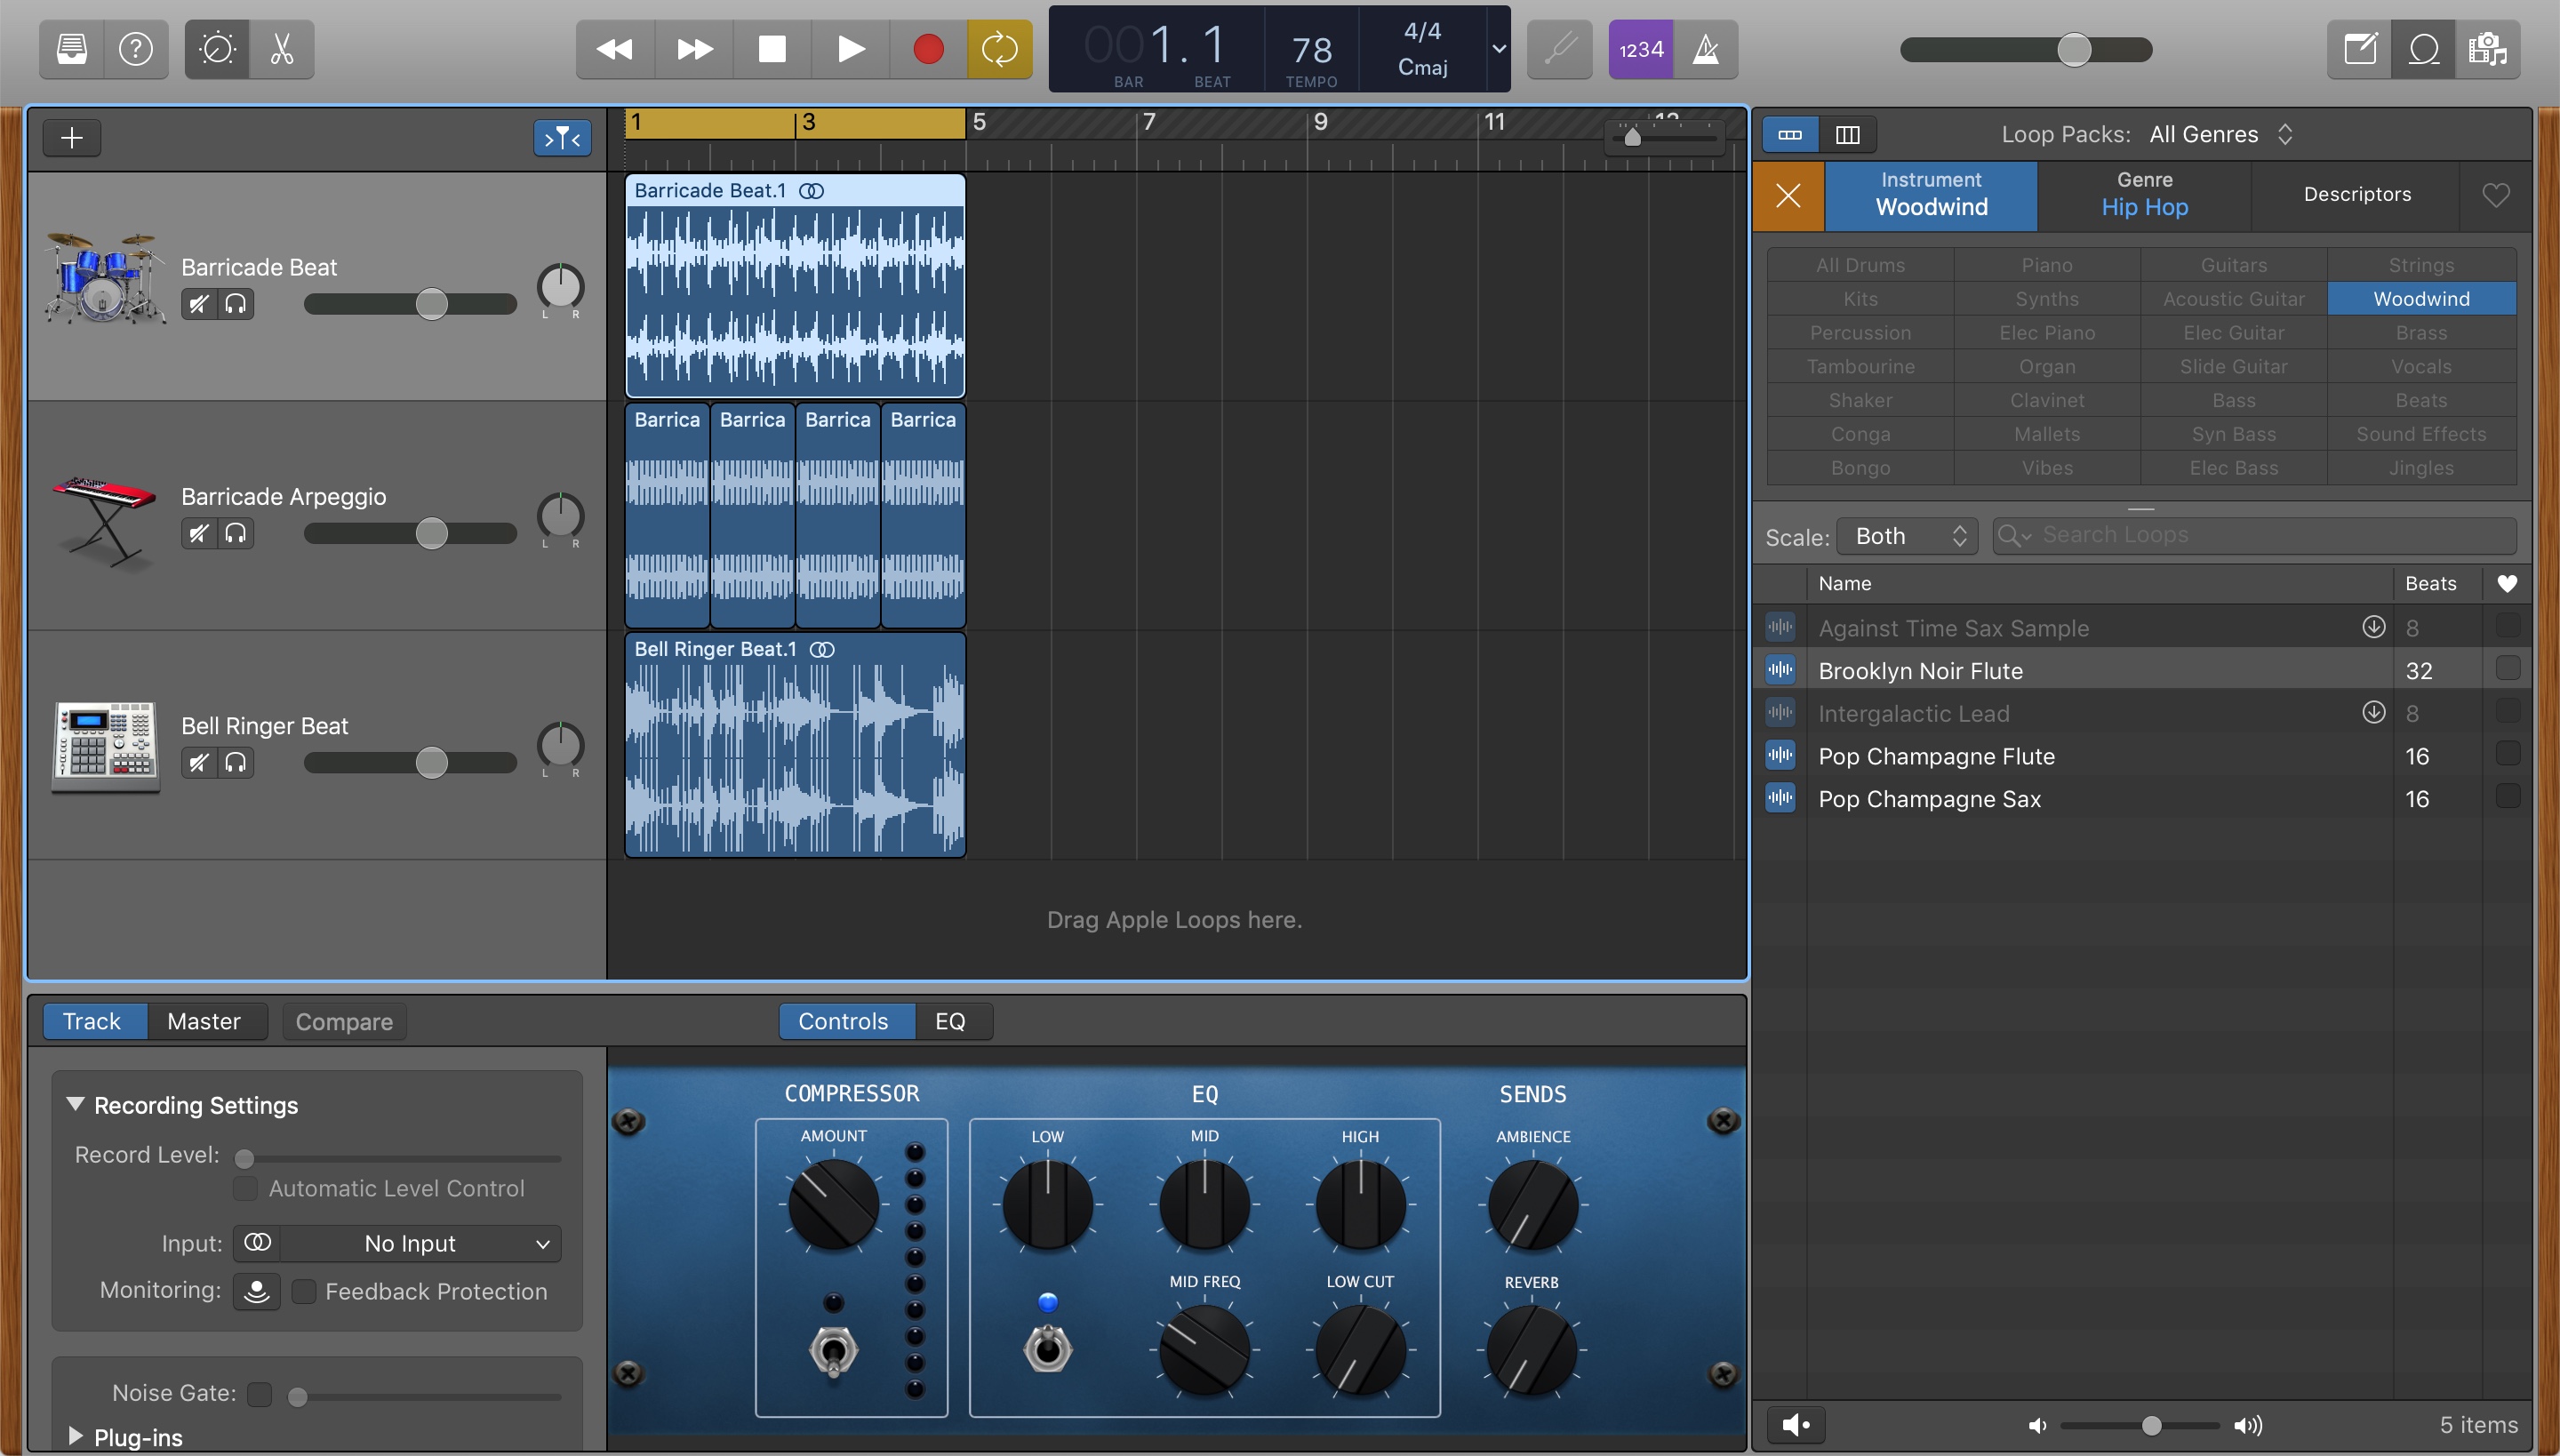 001. 1 78 4/4
BAR BEAT TEMPO Cmaj
1234
1 3 5 7 9 11
Loop Packs: All Genres
Instrument
Woodwind
Genre
Hip Hop
Descriptors
Barricade Beat
L R
Barricade Beat.1
All Drums Piano Guitars Strings
Kits Synths Acoustic Guitar Woodwind
Percussion Elec Piano Elec Guitar Brass
Tambourine Organ Slide Guitar Vocals
Shaker Clavinet Bass Beats
Conga Mallets Syn Bass Sound Effects
Bongo Vibes Elec Bass Jingles
Barricade Arpeggio
L R
Barrica Barrica Barrica Barrica
Scale: Both Search Loops
Name Beats
Against Time Sax Sample 8
Brooklyn Noir Flute 32
Intergalactic Lead 8
Pop Champagne Flute 16
Pop Champagne Sax 16
Bell Ringer Beat
L R
Bell Ringer Beat.1
Drag Apple Loops here.
Track Master Compare Controls EQ
Recording Settings
Record Level:
Automatic Level Control
Input: No Input
Monitoring: Feedback Protection
Noise Gate:
Plug-ins
COMPRESSOR EQ SENDS
AMOUNT LOW MID HIGH AMBIENCE
MID FREQ LOW CUT REVERB
5 items